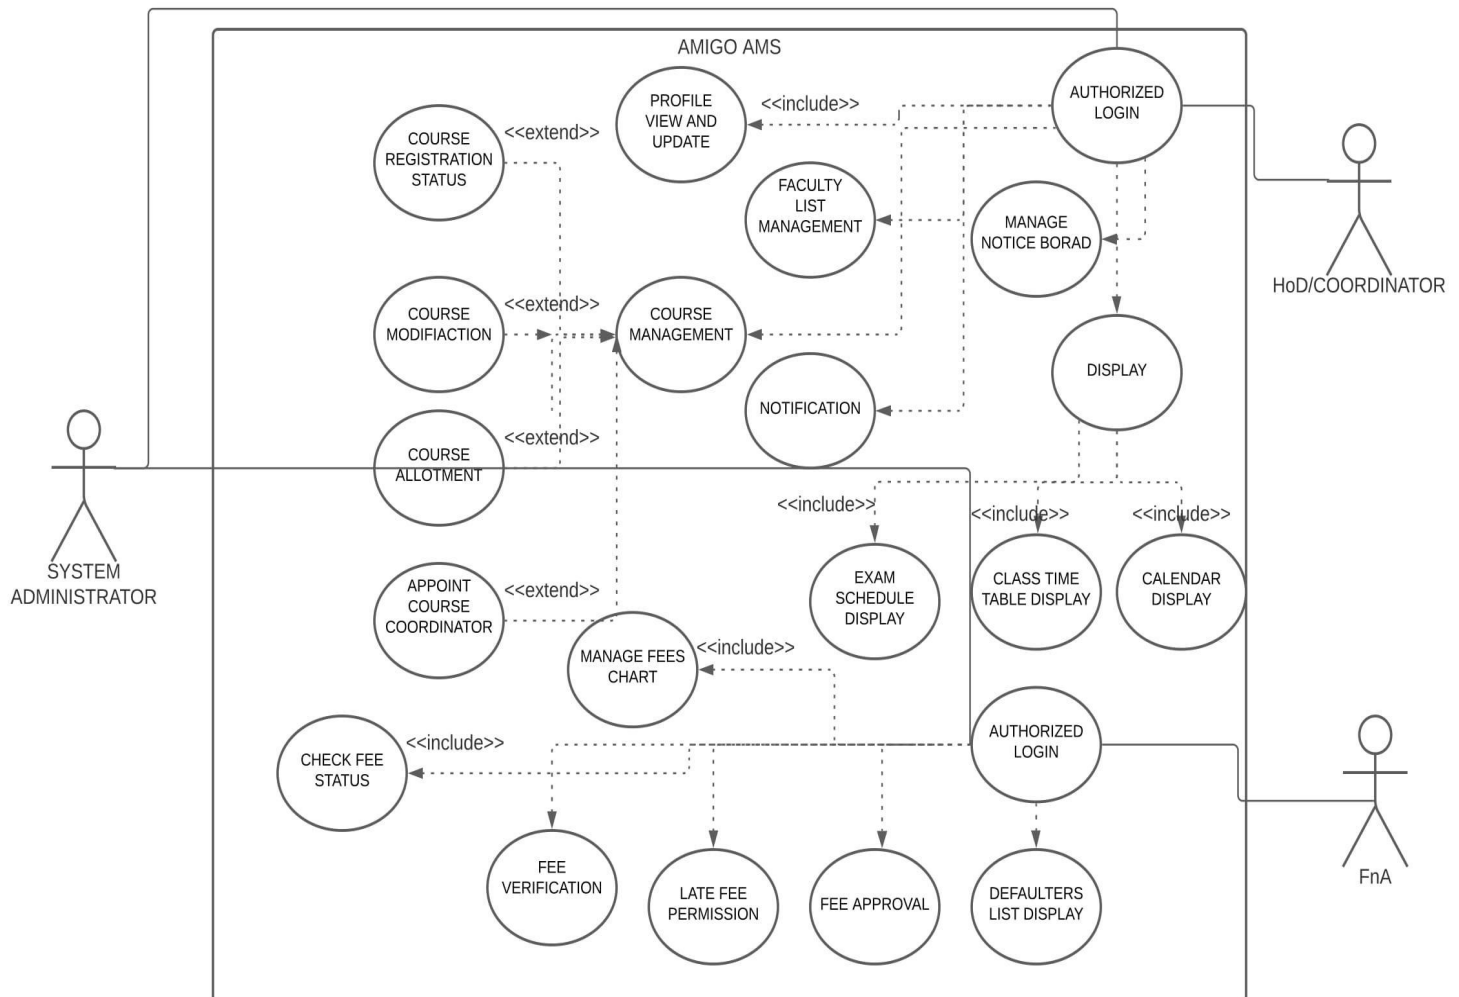 AMIGO AMS
AUTHORIZED
LOGIN
PROFILE
VIEW AND
UPDATE
<<include>>
COURSE
REGISTRATION
STATUS
<<extend>>
FACULTY
LIST
MANAGEMENT
MANAGE
NOTICE BORAD
HoD/COORDINATOR
COURSE
MODIFIACTION
<<extend>>
COURSE
MANAGEMENT
DISPLAY
NOTIFICATION
COURSE
ALLOTMENT
<<extend>>
SYSTEM
ADMINISTRATOR
<<include>>
<<include>>
<<include>>
EXAM
SCHEDULE
DISPLAY
CLASS TIME
TABLE DISPLAY
CALENDAR
DISPLAY
APPOINT
COURSE
COORDINATOR
<<extend>>
MANAGE FEES
CHART
<<include>>
AUTHORIZED
LOGIN
CHECK FEE
STATUS
<<include>>
FnA
FEE
VERIFICATION
LATE FEE
PERMISSION
FEE APPROVAL
DEFAULTERS
LIST DISPLAY